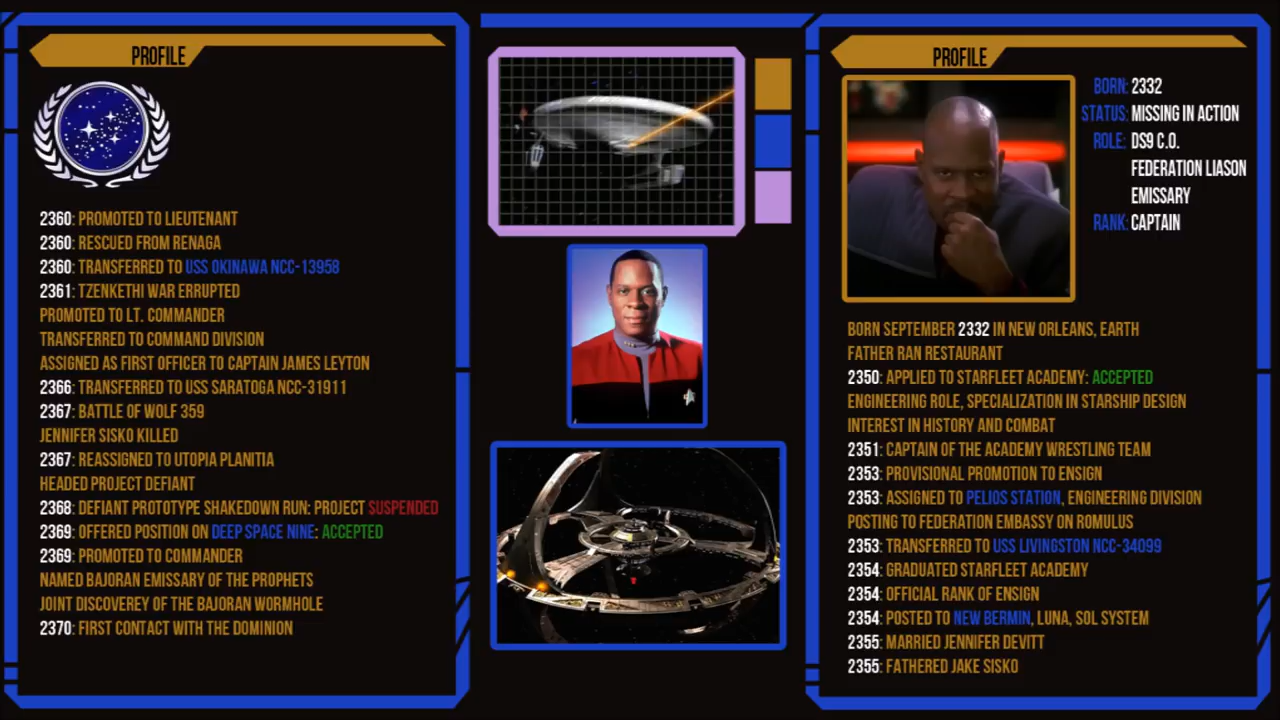 PROFILE
2360: PROMOTED TO LIEUTENANT
2360: RESCUED FROM RENAGA
2360: TRANSFERRED TO USS OKINAWA NCC-13958
2361: TZENKETHI WAR ERRUPTED
PROMOTED TO LT. COMMANDER
TRANSFERRED TO COMMAND DIVISION
ASSIGNED AS FIRST OFFICER TO CAPTAIN JAMES LEYTON
2366: TRANSFERRED TO USS SARATOGA NCC-31911
2367: BATTLE OF WOLF 359
JENNIFER SISKO KILLED
2367: REASSIGNED TO UTOPIA PLANITIA
HEADED PROJECT DEFIANT
2368: DEFIANT PROTOTYPE SHAKEDOWN RUN: PROJECT SUSPENDED
2369: OFFERED POSITION ON DEEP SPACE NINE: ACCEPTED
2369: PROMOTED TO COMMANDER
NAMED BAJORAN EMISSARY OF THE PROPHETS
JOINT DISCOVEREY OF THE BAJORAN WORMHOLE
2370: FIRST CONTACT WITH THE DOMINION
PROFILE
BORN: 2332
STATUS: MISSING IN ACTION
ROLE: DS9 C.O.
FEDERATION LIASON
EMISSARY
RANK: CAPTAIN
BORN SEPTEMBER 2332 IN NEW ORLEANS, EARTH
FATHER RAN RESTAURANT
2350: APPLIED TO STARFLEET ACADEMY: ACCEPTED
ENGINEERING ROLE, SPECIALIZATION IN STARSHIP DESIGN
INTEREST IN HISTORY AND COMBAT
2351: CAPTAIN OF THE ACADEMY WRESTLING TEAM
2353: PROVISIONAL PROMOTION TO ENSIGN
2353: ASSIGNED TO PELIOS STATION, ENGINEERING DIVISION
POSTING TO FEDERATION EMBASSY ON ROMULUS
2353: TRANSFERRED TO USS LIVINGSTON NCC-34099
2354: GRADUATED STARFLEET ACADEMY
2354: OFFICIAL RANK OF ENSIGN
2354: POSTED TO NEW BERMIN, LUNA, SOL SYSTEM
2355: MARRIED JENNIFER DEVITT
2355: FATHERED JAKE SISKO